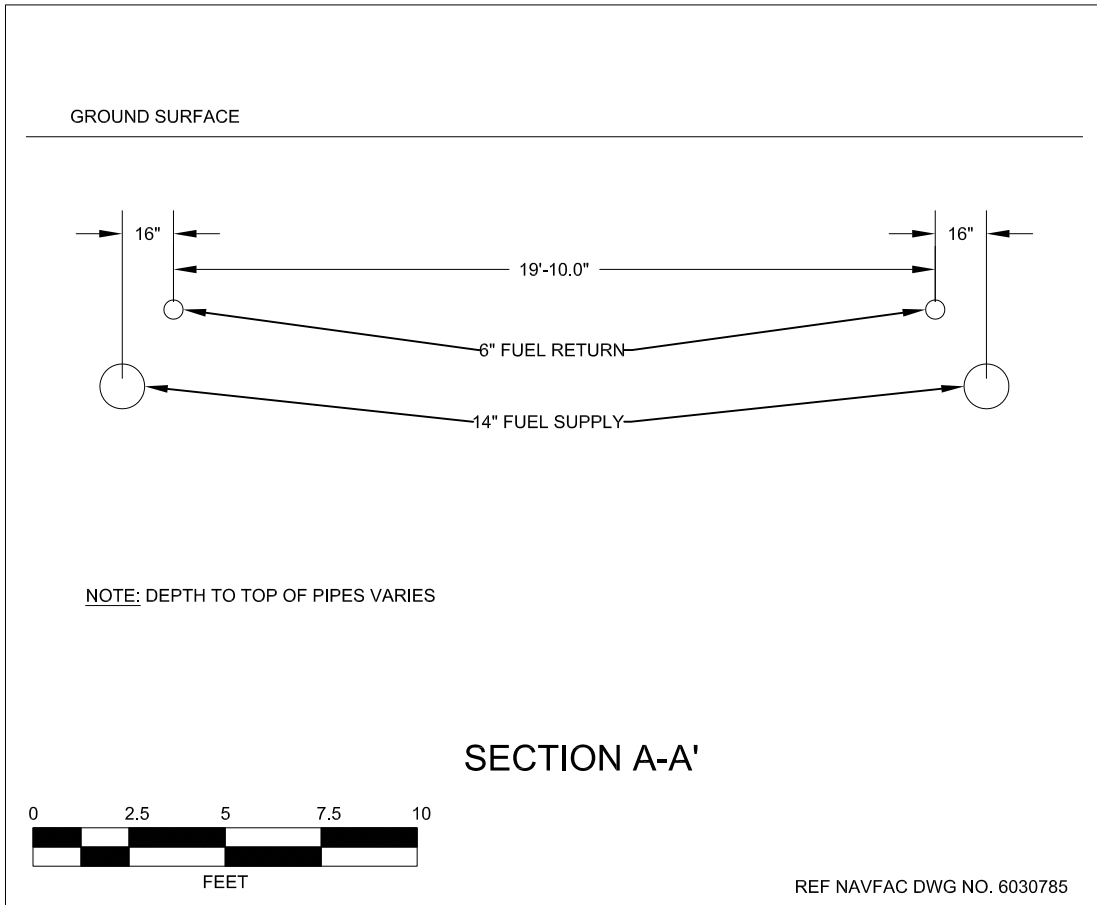 GROUND SURFACE
16"
16"
19'-10.0"
6" FUEL RETURN
14" FUEL SUPPLY
NOTE: DEPTH TO TOP OF PIPES VARIES
SECTION A-A'
0 2.5 5 7.5 10
FEET
REF NAVFAC DWG NO. 6030785